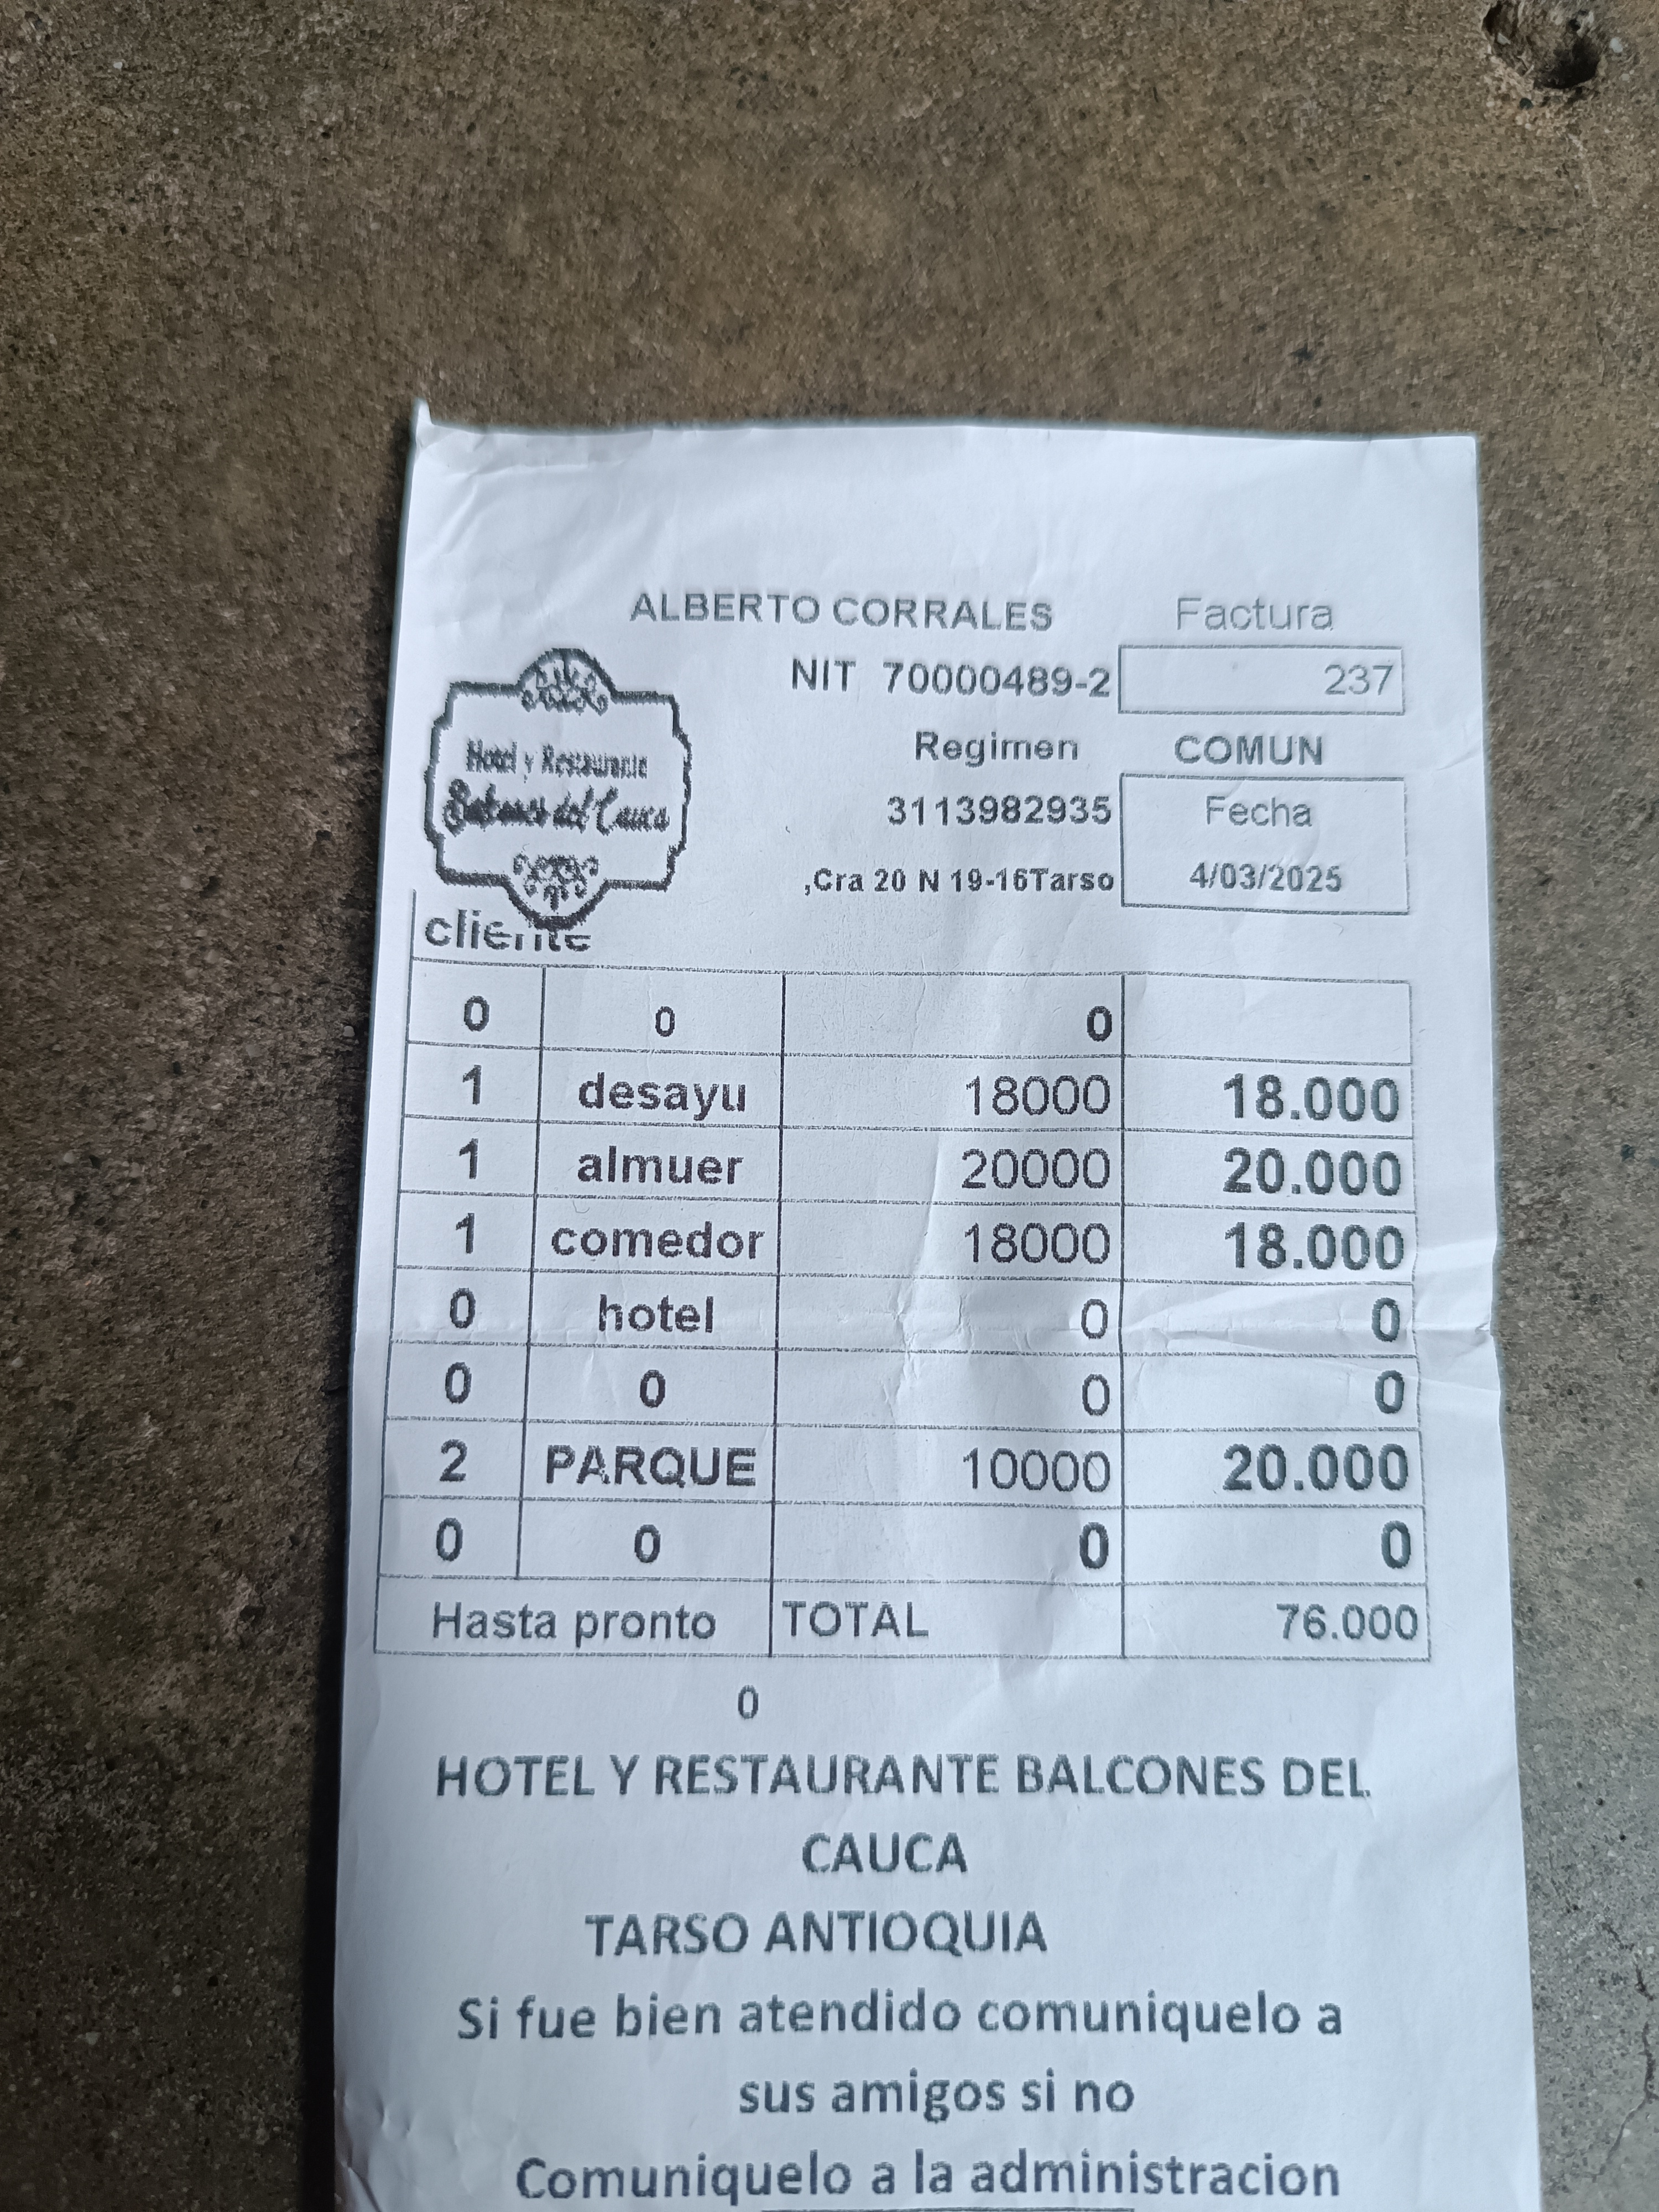 ALBERTO CORRALES Factura
NIT 70000489-2 237
Regimen COMUN
Hotel y Restaurante
Balcones del Cauca
3113982935 Fecha
,Cra 20 N 19-16Tarso 4/03/2025
cliente
0 0 0
1 desayu 18000 18.000
1 almuer 20000 20.000
1 comedor 18000 18.000
0 hotel 0 0
0 0 0 0
2 PARQUE 10000 20.000
0 0 0 0
Hasta pronto TOTAL 76.000
0
HOTEL Y RESTAURANTE BALCONES DEL
CAUCA
TARSO ANTIOQUIA
Si fue bien atendido comuniquelo a
sus amigos si no
Comuniquelo a la administracion